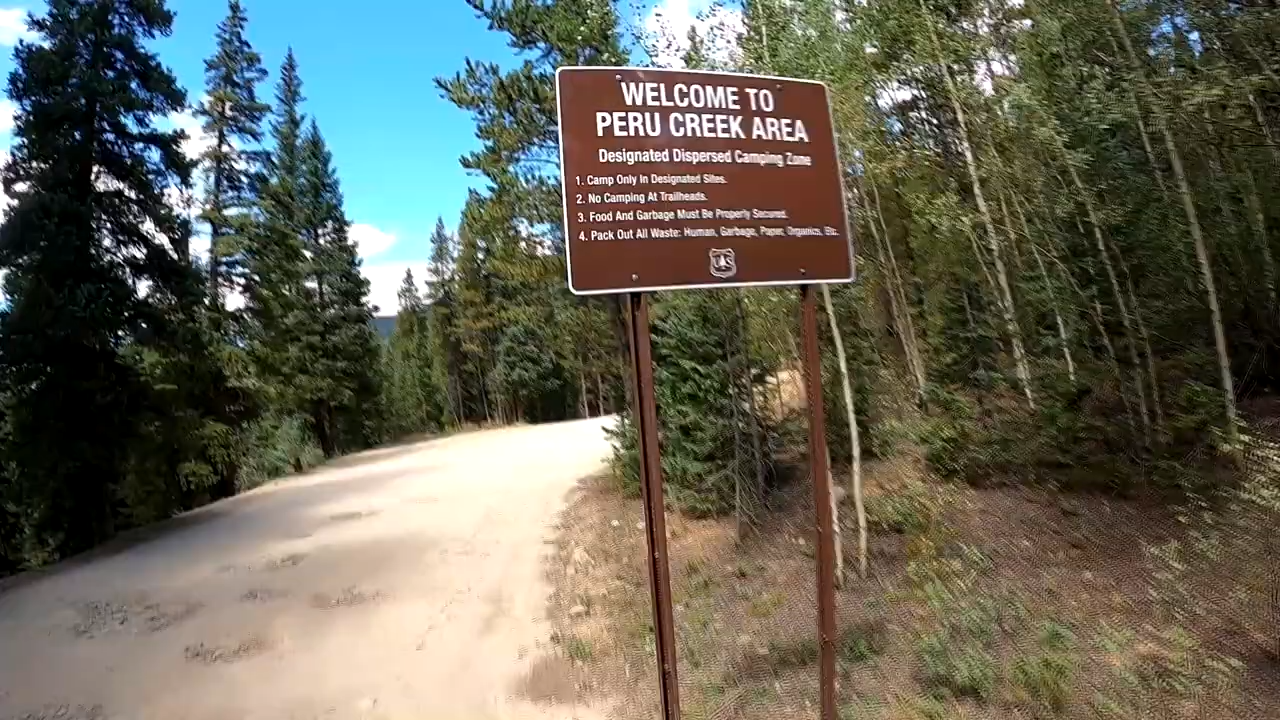 WELCOME TO
PERU CREEK AREA
Designated Dispersed Camping Zone
1. Camp Only In Designated Sites.
2. No Camping At Trailheads.
3. Food And Garbage Must Be Properly Secured.
4. Pack Out All Waste: Human, Garbage, Paper, Organics, Etc.
U S